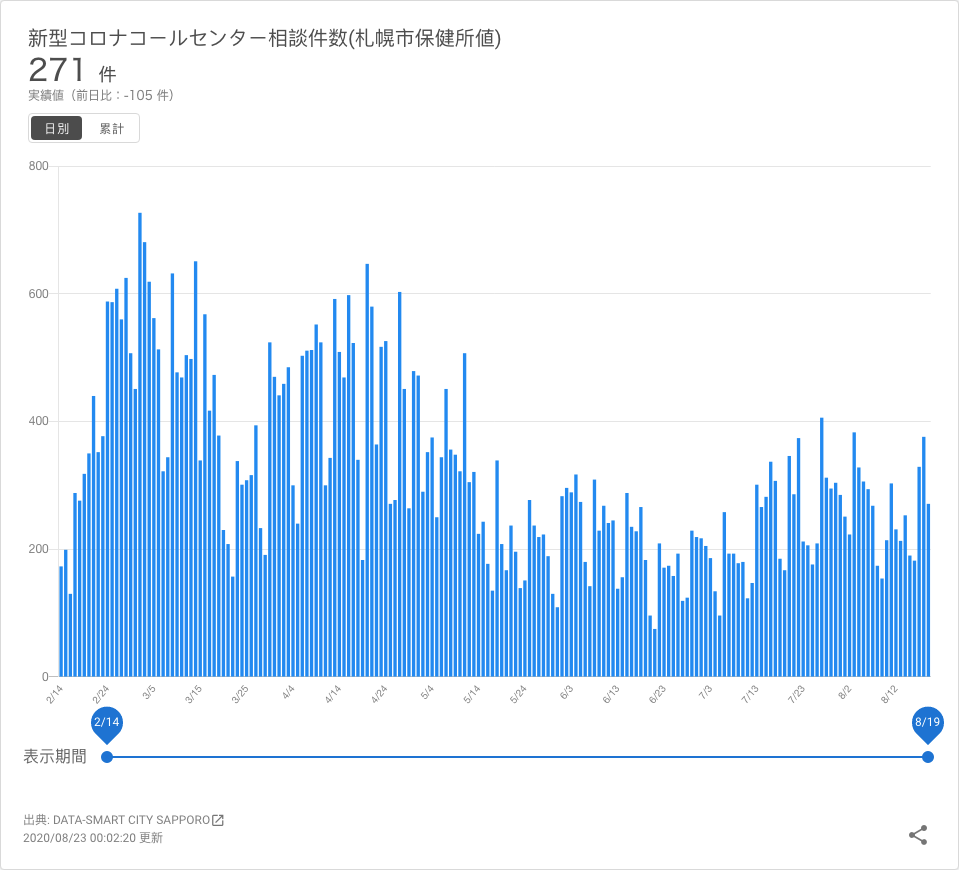 新型コロナコールセンター相談件数(札幌市保健所値)
271 件
実績値（前日比：-105 件）
日別 累計
800
600
400
200
0
2/14 2/24 3/5 3/15 3/25 4/4 4/14 4/24 5/4 5/14 5/24 6/3 6/13 6/23 7/3 7/13 7/23 8/2 8/12
2/14 8/19
表示期間
出典: DATA-SMART CITY SAPPORO
2020/08/23 00:02:20 更新